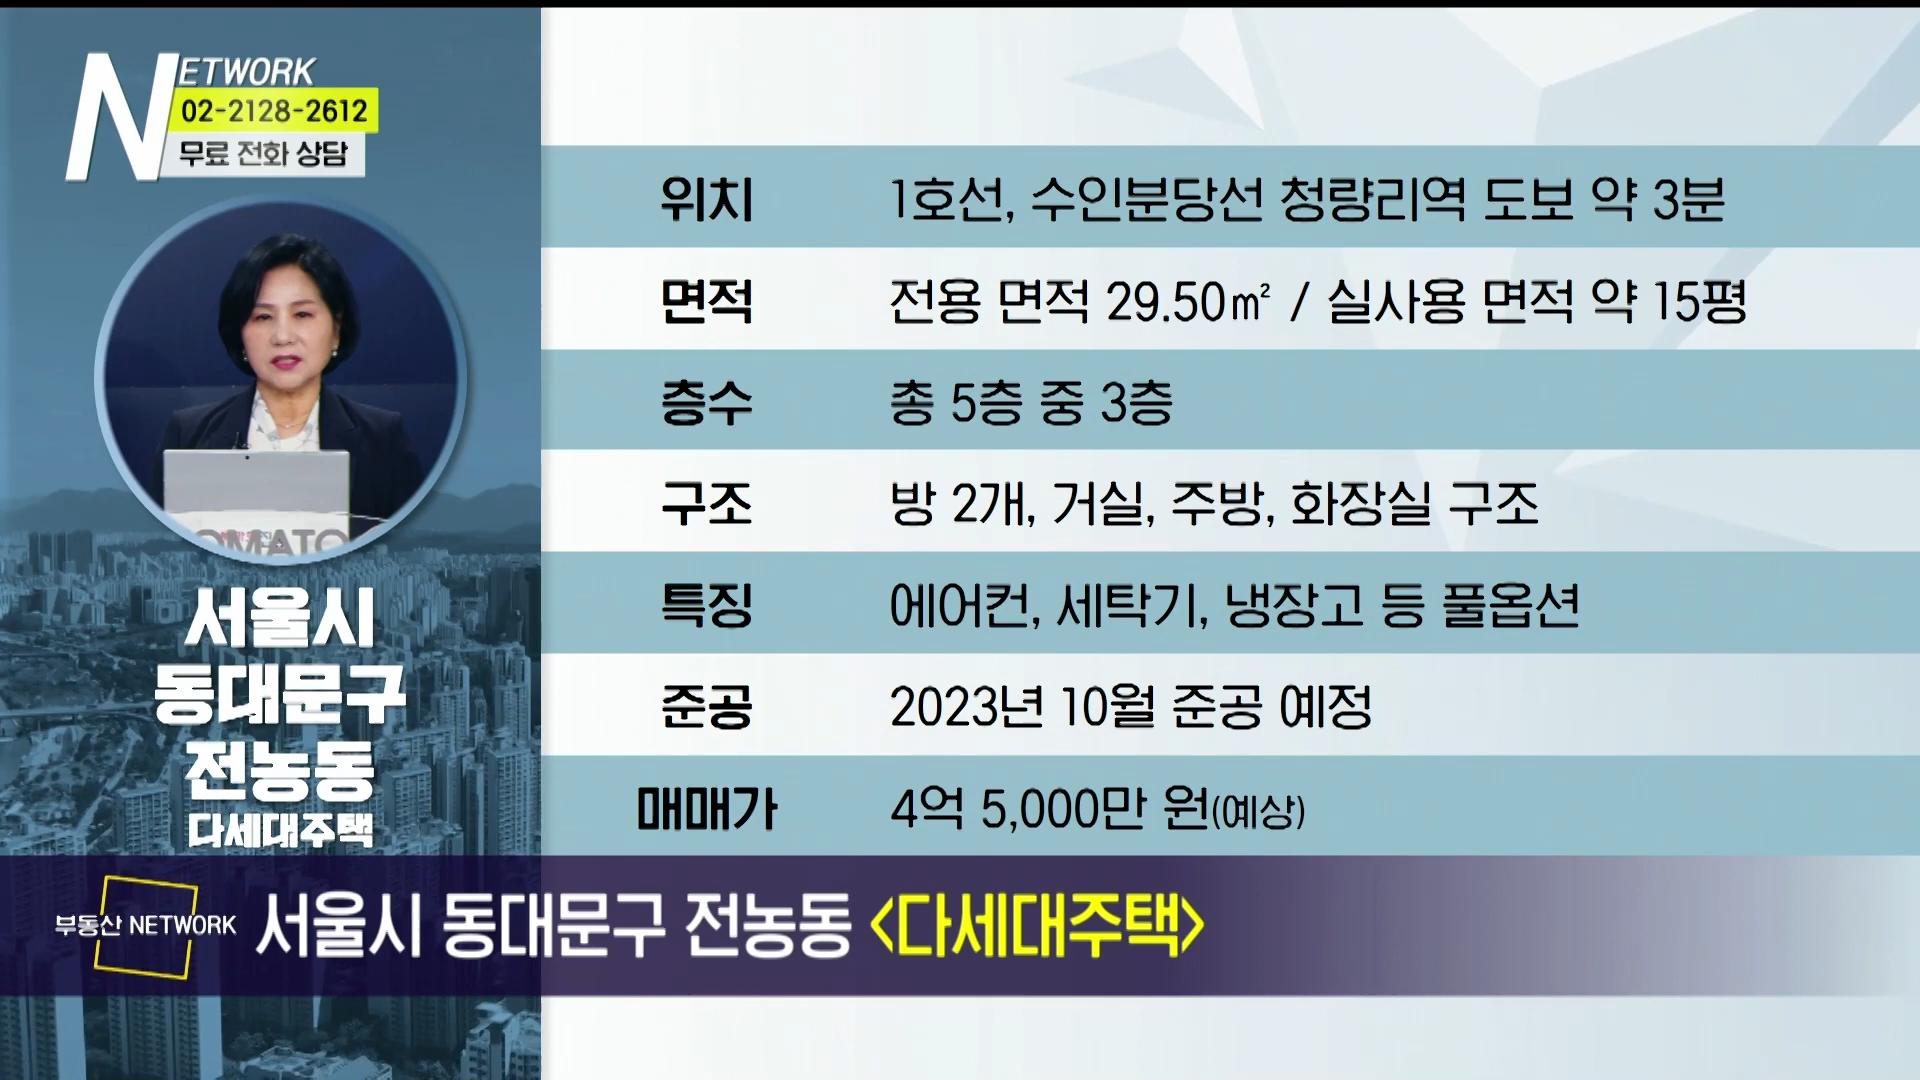 NETWORK
02-2128-2612
무료 전화 상담
서울시
동대문구
전농동
다세대주택
위치 1호선, 수인분당선 청량리역 도보 약 3분
면적 전용 면적 29.50㎡ / 실사용 면적 약 15평
층수 총 5층 중 3층
구조 방 2개, 거실, 주방, 화장실 구조
특징 에어컨, 세탁기, 냉장고 등 풀옵션
준공 2023년 10월 준공 예정
매매가 4억 5,000만 원(예상)
부동산 NETWORK 서울시 동대문구 전농동 <다세대주택>